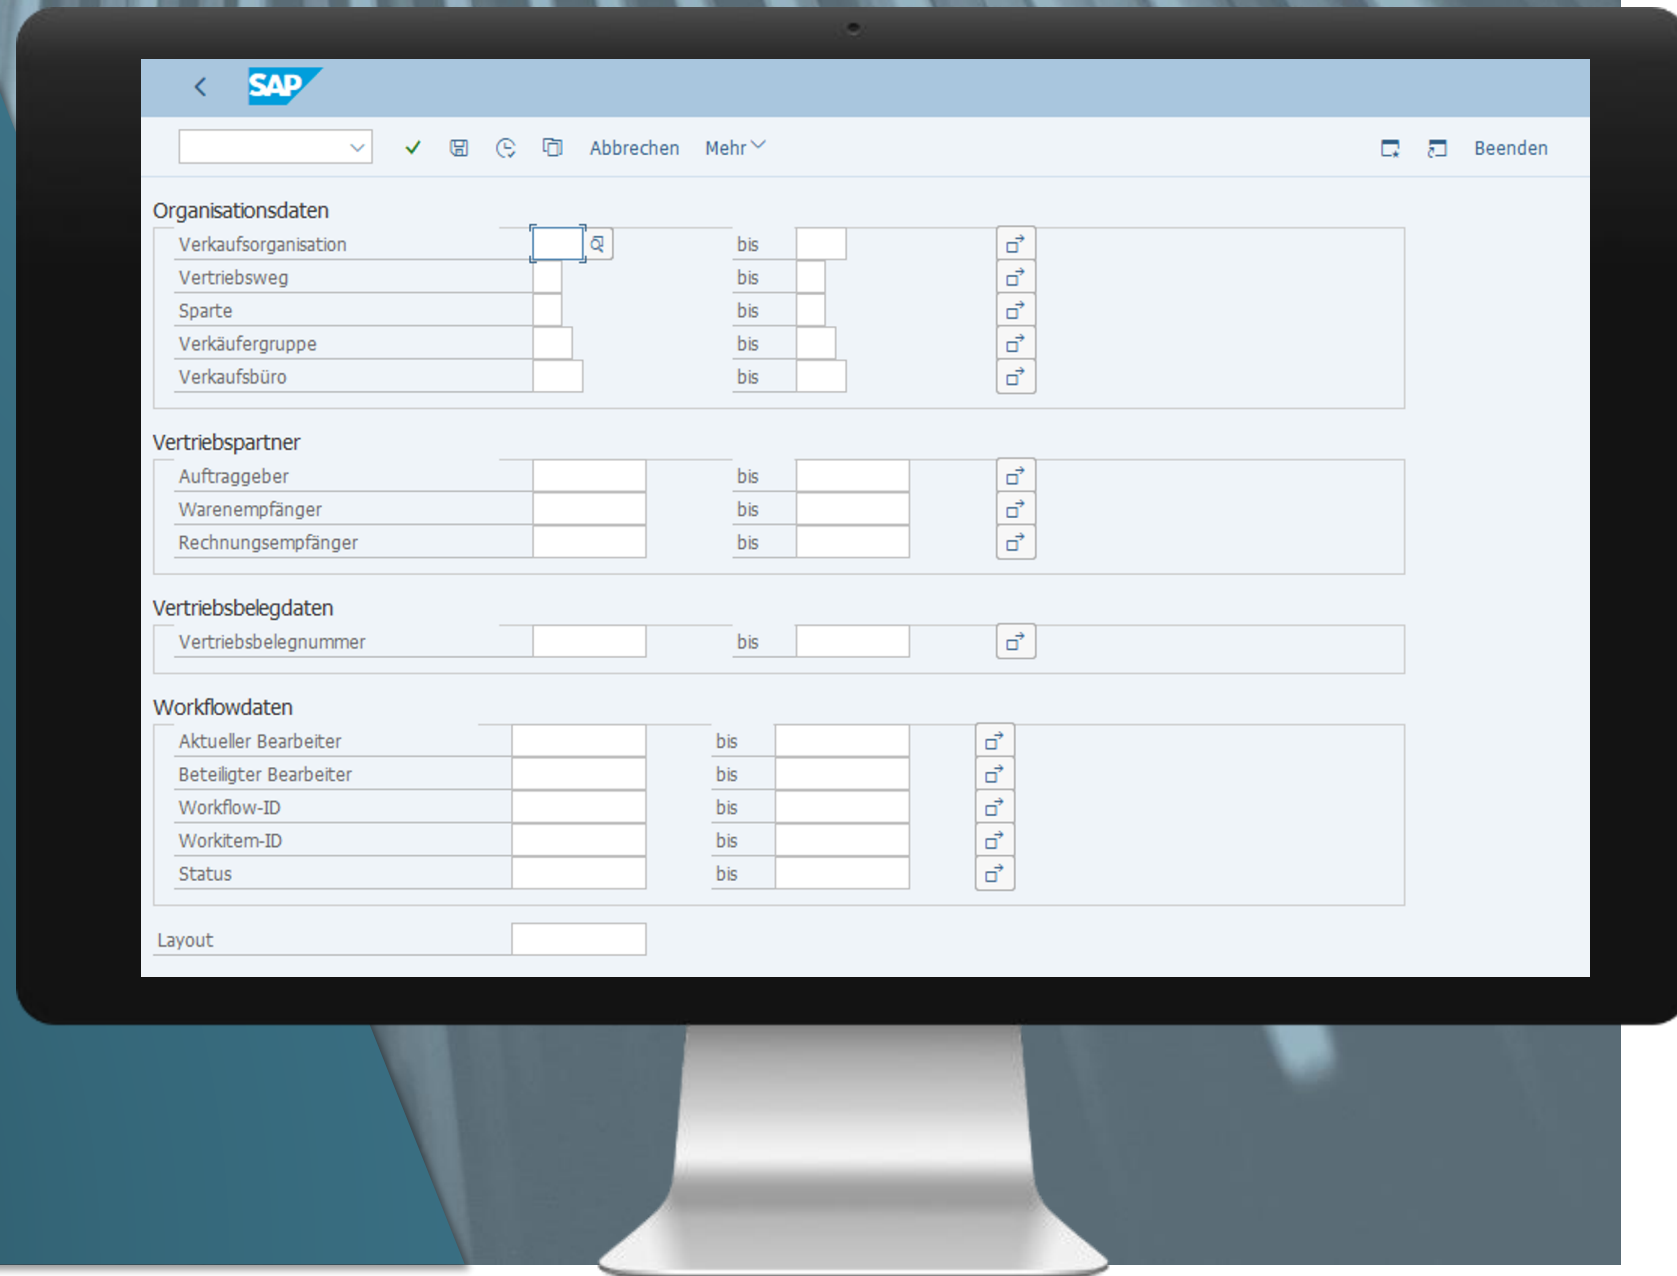 SAP
Abbrechen Mehr Beenden
Organisationsdaten
Verkaufsorganisation bis
Vertriebsweg bis
Sparte bis
Verkäufergruppe bis
Verkaufsbüro bis
Vertriebspartner
Auftraggeber bis
Warenempfänger bis
Rechnungsempfänger bis
Vertriebsbelegdaten
Vertriebsbelegnummer bis
Workflowdaten
Aktueller Bearbeiter bis
Beteiligter Bearbeiter bis
Workflow-ID bis
Workitem-ID bis
Status bis
Layout